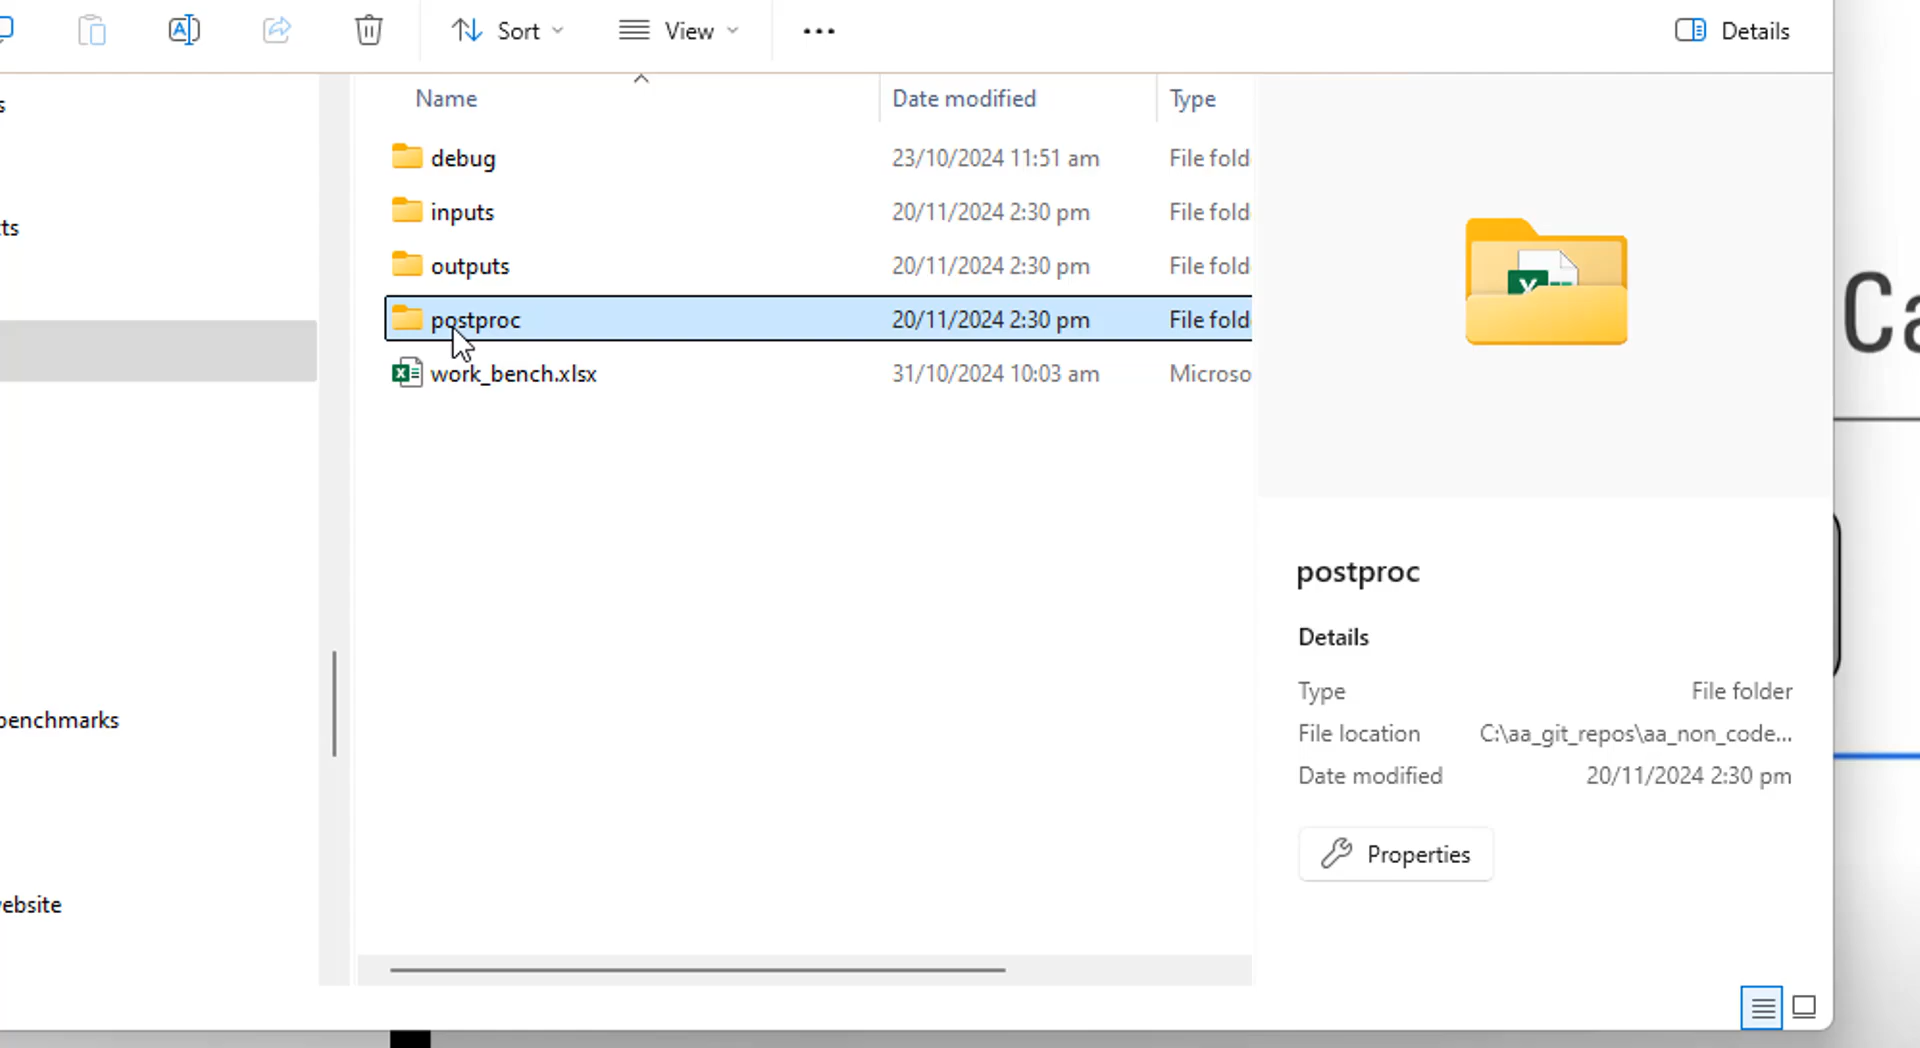 Sort View ... Details
s
Name Date modified Type
debug 23/10/2024 11:51 am File fold
inputs 20/11/2024 2:30 pm File fold
ts
outputs 20/11/2024 2:30 pm File fold
postproc 20/11/2024 2:30 pm File fold
work_bench.xlsx 31/10/2024 10:03 am Microso
Ca
postproc
Details
Type File folder
File location C:\aa_git_repos\aa_non_code...
Date modified 20/11/2024 2:30 pm
Properties
benchmarks
ebsite